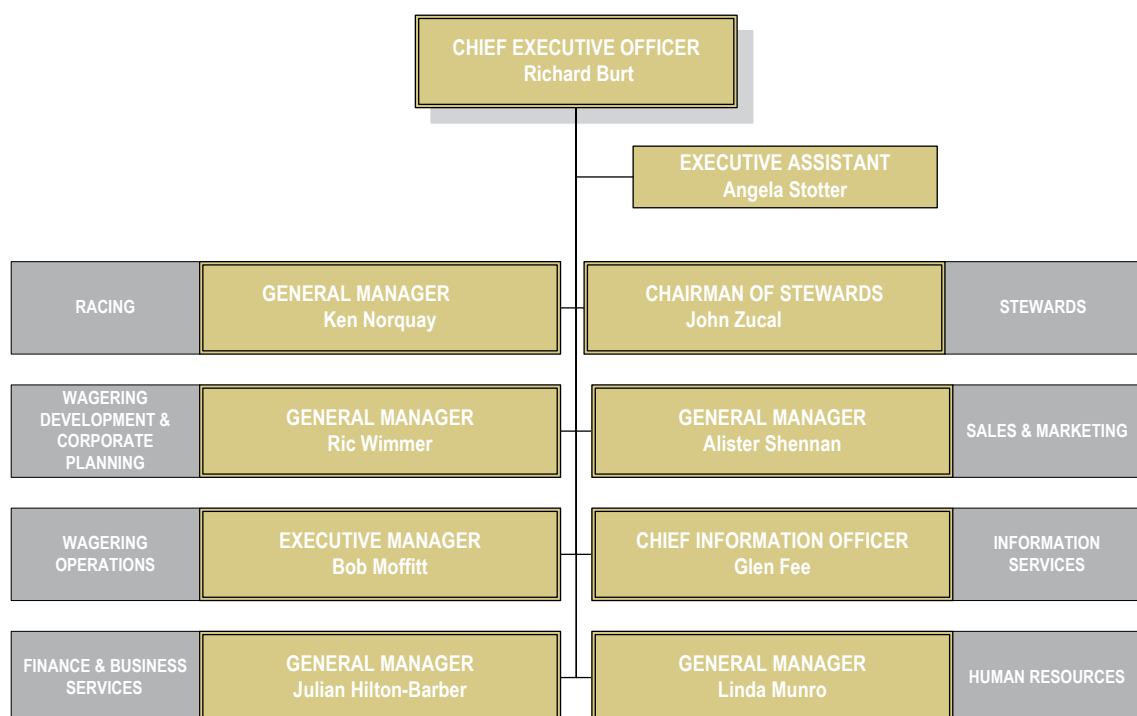 CHIEF EXECUTIVE OFFICER
Richard Burt
EXECUTIVE ASSISTANT
Angela Stotter
RACING
GENERAL MANAGER
Ken Norquay
CHAIRMAN OF STEWARDS
John Zucal
STEWARDS
WAGERING
DEVELOPMENT &
CORPORATE
PLANNING
GENERAL MANAGER
Ric Wimmer
GENERAL MANAGER
Alister Shennan
SALES & MARKETING
WAGERING
OPERATIONS
EXECUTIVE MANAGER
Bob Moffitt
CHIEF INFORMATION OFFICER
Glen Fee
INFORMATION
SERVICES
FINANCE & BUSINESS
SERVICES
GENERAL MANAGER
Julian Hilton-Barber
GENERAL MANAGER
Linda Munro
HUMAN RESOURCES